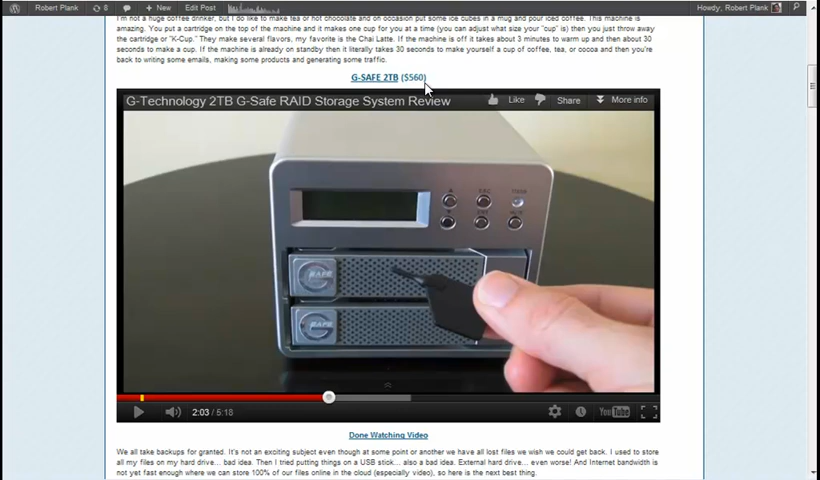 Robert Plank 8 + New Edit Post Howdy, Robert Plank
I'm not a huge coffee drinker, but I do like to make tea or hot chocolate and on occasion put some ice cubes in a mug and pour iced coffee. This machine is
amazing. You put a cartridge on the top of the machine and it makes one cup for you at a time (you can adjust what size your "cup" is) then you just throw away
the cartridge or "K-Cup." They make several flavors, my favorite is the Chai Latte. If the machine is off it takes about 3 minutes to warm up and then about 30
seconds to make a cup. If the machine is already on standby then it literally takes 30 seconds to make yourself a cup of coffee, tea, or cocoa and then you're
back to writing some emails, making some products and generating some traffic.
G-SAFE 2TB ($560)
G-Technology 2TB G-Safe RAID Storage System Review Like Share More info
ESC
ENT
SAFE
SAFE
2:03 / 5:18 YouTube
Done Watching Video
We all take backups for granted. It's not an exciting subject even though at some point or another we have all lost files we wish we could get back. I used to store
all my files on my hard drive... bad idea. Then I tried putting things on a USB stick... also a bad idea. External hard drive... even worse! And Internet bandwidth is
not yet fast enough where we can store 100% of our files online in the cloud (especially video), so here is the next best thing.